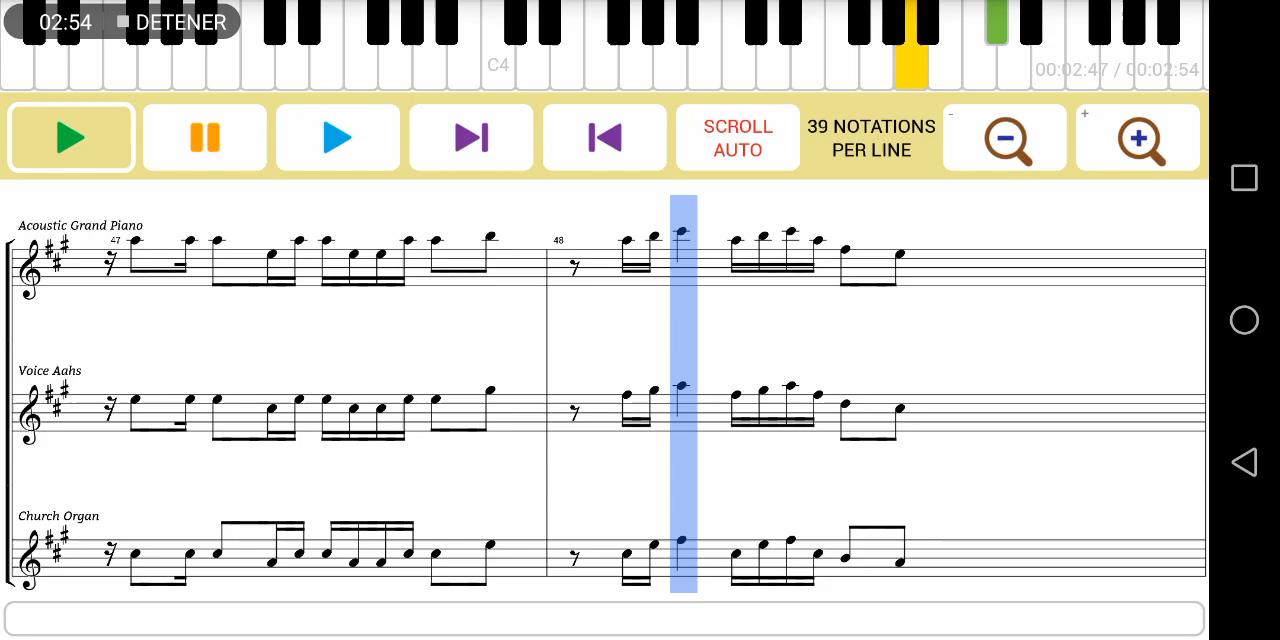 02:54 DETENER
C4
00:02:47 / 00:02:54
SCROLL
AUTO
39 NOTATIONS
PER LINE
-
+
Acoustic Grand Piano
47
48
Voice Aahs
Church Organ